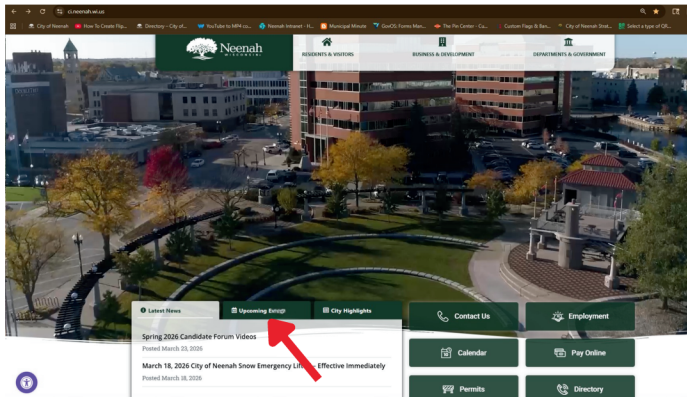 ci.neenah.wi.us
City of Neenah
How To Create Flip...
Directory – City of...
YouTube to MP4 co...
Neenah Intranet - H...
Municipal Minute
GovOS: Forms Man...
The Pin Center - Cu...
Custom Flags & Ban...
City of Neenah Strat...
Select a type of QR...
Neenah
WISCONSIN
RESIDENTS & VISITORS
BUSINESS & DEVELOPMENT
DEPARTMENTS & GOVERNMENT
Latest News
Upcoming
City Highlights
Spring 2026 Candidate Forum Videos
Posted March 23, 2026
March 18, 2026 City of Neenah Snow Emergency - Effective Immediately
Posted March 18, 2026
Contact Us
Employment
Calendar
Pay Online
Permits
Directory